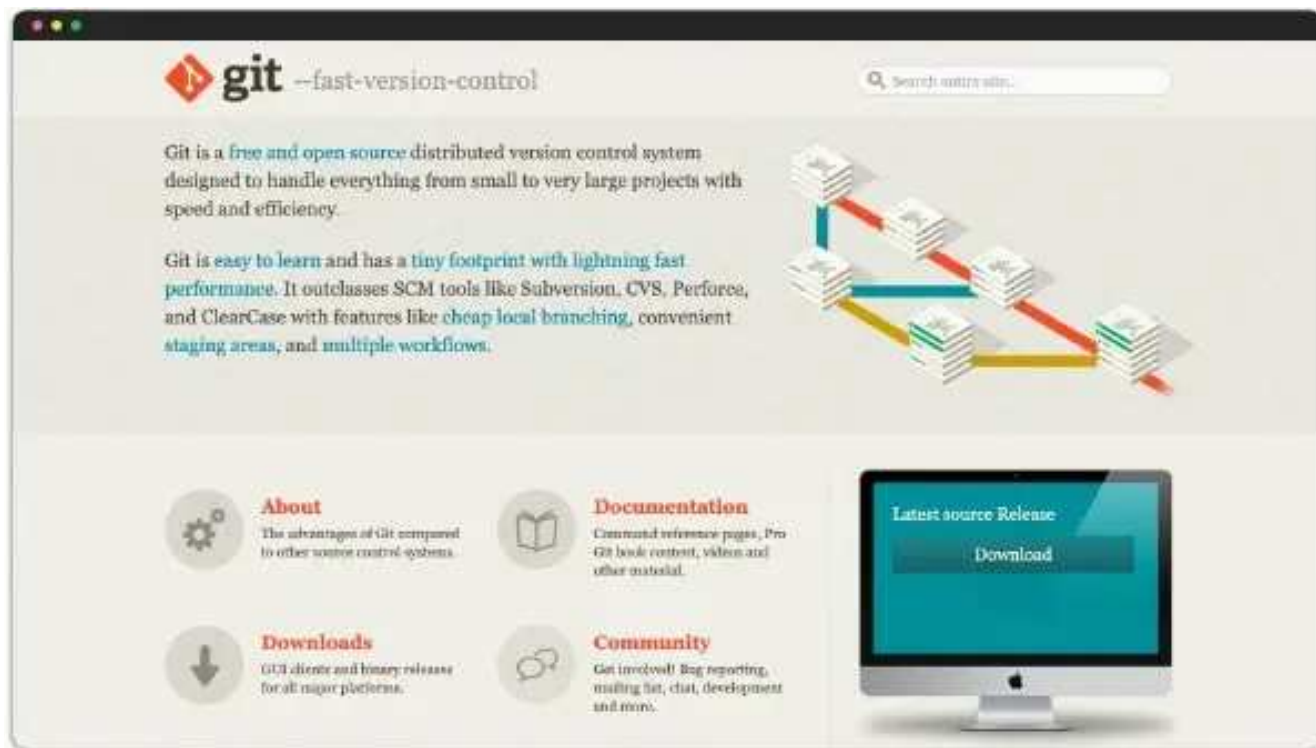 git --fast-version-control
Search entire site...
Git is a free and open source distributed version control system
designed to handle everything from small to very large projects with
speed and efficiency.
Git is easy to learn and has a tiny footprint with lightning fast
performance. It outclasses SCM tools like Subversion, CVS, Perforce,
and ClearCase with features like cheap local branching, convenient
staging areas, and multiple workflows.
About
The advantages of Git compared
to other source control systems.
Documentation
Command reference pages, Pro
Git book content, videos and
other material.
Downloads
GUI clients and binary releases
for all major platforms.
Community
Get involved! Bug reporting,
mailing list, chat, development
and more.
Latest source Release
Download